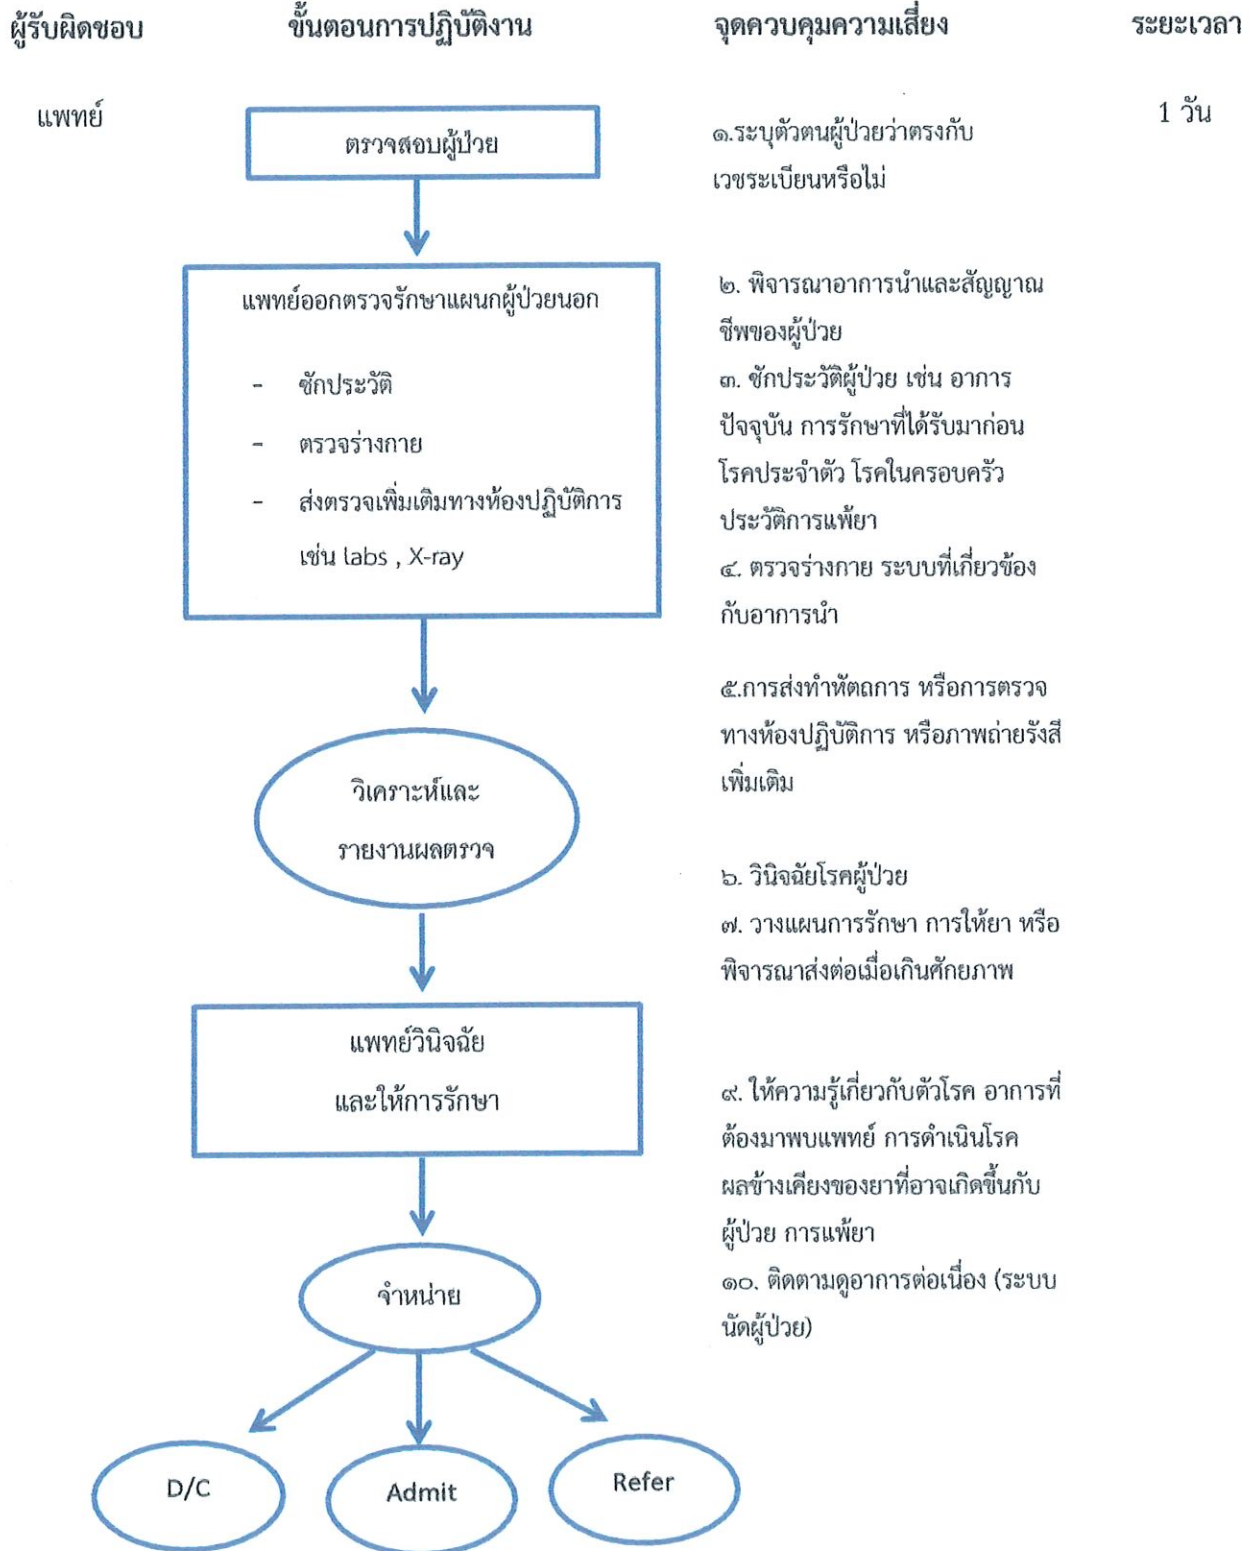 ผู้รับผิดชอบ ขั้นตอนการปฏิบัติงาน จุดควบคุมความเสี่ยง ระยะเวลา
แพทย์
1 วัน
ตรวจสอบผู้ป่วย
๑.ระบุตัวตนผู้ป่วยว่าตรงกับ
เวชระเบียนหรือไม่
แพทย์ออกตรวจรักษาแผนกผู้ป่วยนอก
- ซักประวัติ
- ตรวจร่างกาย
- ส่งตรวจเพิ่มเติมทางห้องปฏิบัติการ
เช่น labs , X-ray
๒. พิจารณาอาการนำและสัญญาณ
ชีพของผู้ป่วย
๓. ซักประวัติผู้ป่วย เช่น อาการ
ปัจจุบัน การรักษาที่ได้รับมาก่อน
โรคประจำตัว โรคในครอบครัว
ประวัติการแพ้ยา
๔. ตรวจร่างกาย ระบบที่เกี่ยวข้อง
กับอาการนำ
๕.การส่งทำหัตถการ หรือการตรวจ
ทางห้องปฏิบัติการ หรือภาพถ่ายรังสี
เพิ่มเติม
วิเคราะห์และ
รายงานผลตรวจ
๖. วินิจฉัยโรคผู้ป่วย
๗. วางแผนการรักษา การให้ยา หรือ
พิจารณาส่งต่อเมื่อเกินศักยภาพ
แพทย์วินิจฉัย
และให้การรักษา
๙. ให้ความรู้เกี่ยวกับตัวโรค อาการที่
ต้องมาพบแพทย์ การดำเนินโรค
ผลข้างเคียงของยาที่อาจเกิดขึ้นกับ
ผู้ป่วย การแพ้ยา
๑๐. ติดตามดูอาการต่อเนื่อง (ระบบ
นัดผู้ป่วย)
จำหน่าย
D/C
Admit
Refer